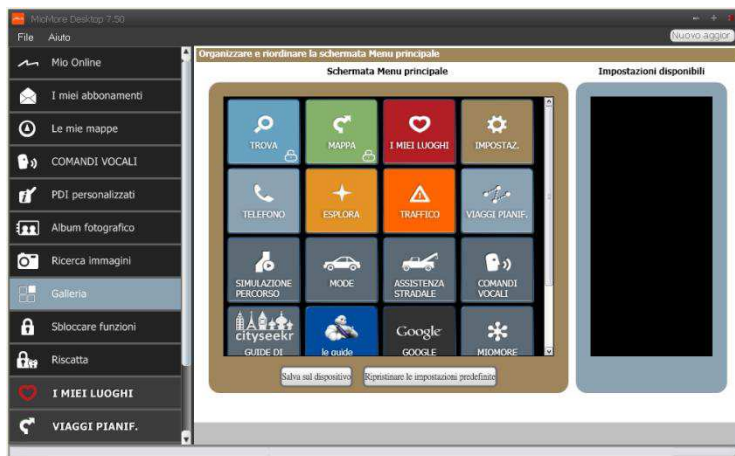 MioMore Desktop 7.50
File Aiuto
Nuovo aggior
Mio Online
I miei abbonamenti
Le mie mappe
COMANDI VOCALI
PDI personalizzati
Album fotografico
Ricerca immagini
Galleria
Sbloccare funzioni
Riscatta
I MIEI LUOGHI
VIAGGI PIANIF.
Organizzare e riordinare la schermata Menu principale
Schermata Menu principale
Impostazioni disponibili
TROVA
MAPPA
I MIEI LUOGHI
IMPOSTAZ.
TELEFONO
ESPLORA
TRAFFICO
VIAGGI PIANIF.
SIMULAZIONE
PERCORSO
MODE
ASSISTENZA
STRADALE
COMANDI
VOCALI
cityseekr
GUIDE DI
le guide
Google
GOOGLE
MIOMORE
Salva sul dispositivo
Ripristinare le impostazioni predefinite